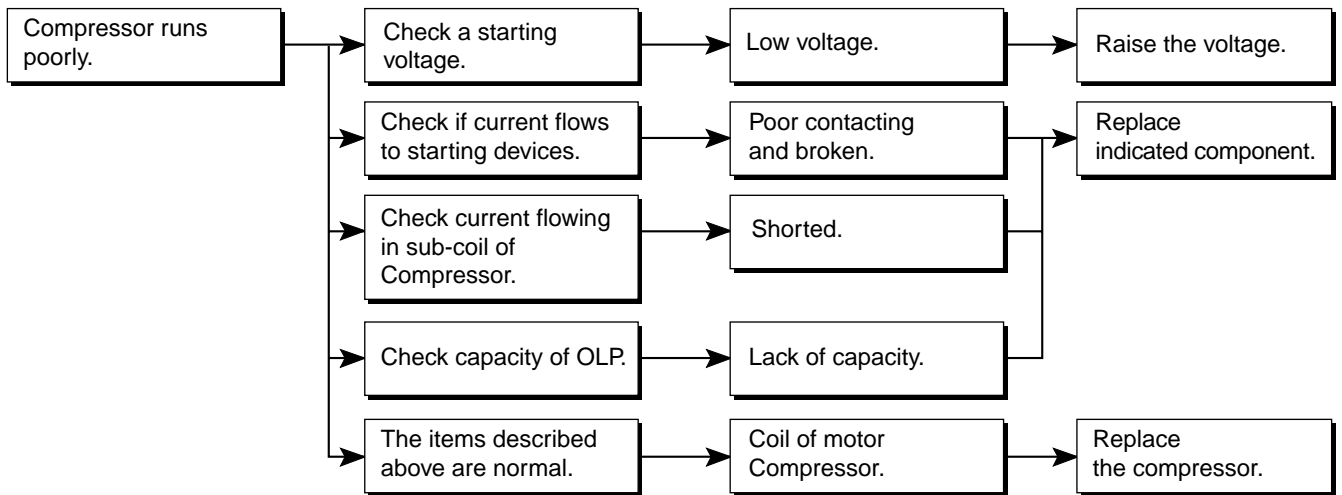 Compressor runs
poorly.
Check a starting
voltage.
Low voltage.
Raise the voltage.
Check if current flows
to starting devices.
Poor contacting
and broken.
Replace
indicated component.
Check current flowing
in sub-coil of
Compressor.
Shorted.
Check capacity of OLP.
Lack of capacity.
The items described
above are normal.
Coil of motor
Compressor.
Replace
the compressor.